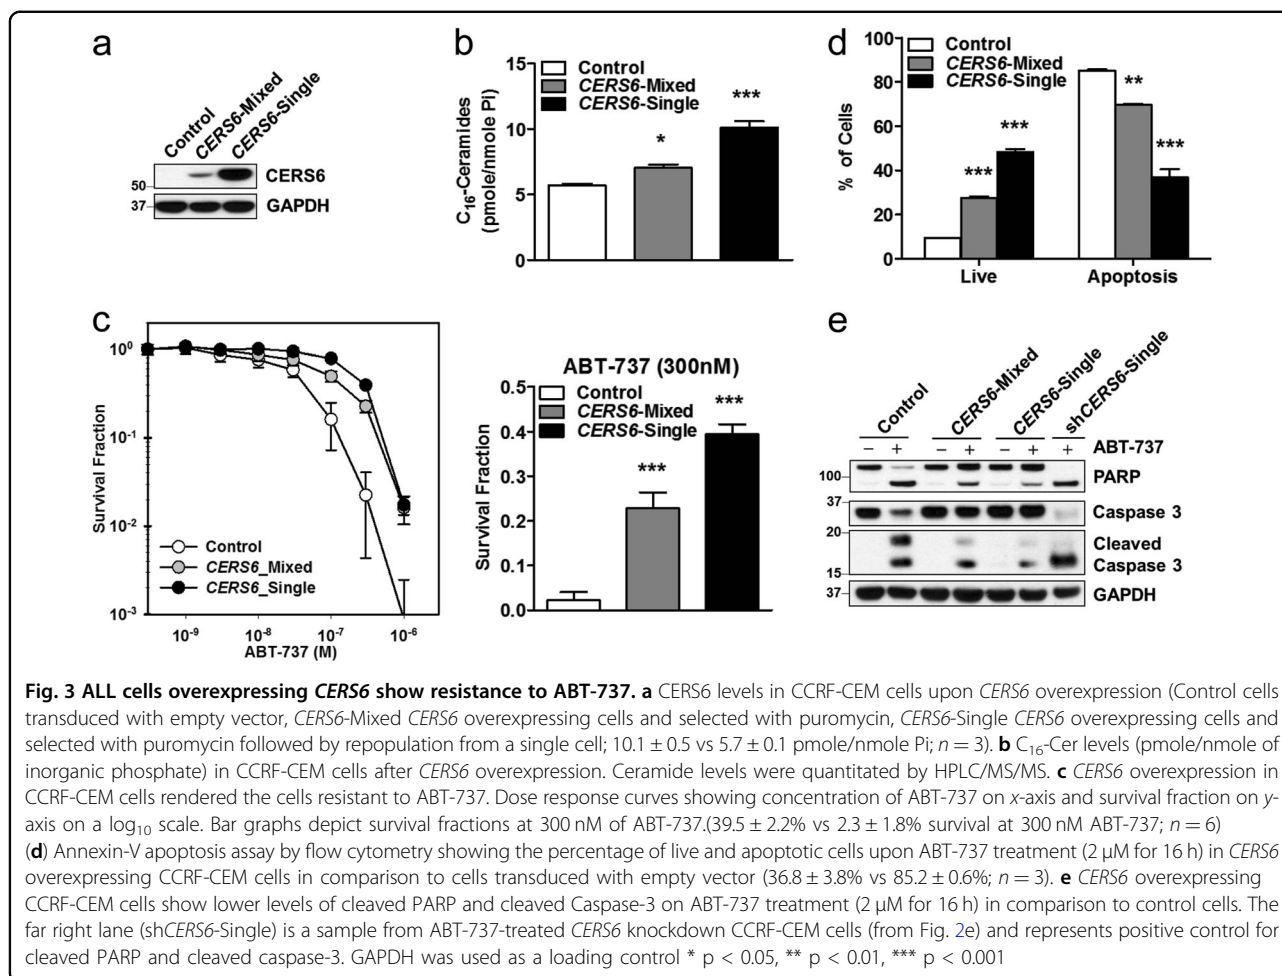 a
Control
CERS6-Mixed
CERS6-Single
CERS6
50
37
GAPDH
b
Control
CERS6-Mixed
CERS6-Single
C16-Ceramides
(pmole/nmole Pi)
15
10
5
0
*
***
d
Control
CERS6-Mixed
CERS6-Single
% of Cells
100
80
60
40
20
0
***
***
**
***
Live
Apoptosis
c
Survival Fraction
10^0
10^-1
10^-2
10^-3
Control
CERS6_Mixed
CERS6_Single
10^-9
10^-8
10^-7
10^-6
ABT-737 (M)
ABT-737 (300nM)
Control
CERS6-Mixed
CERS6-Single
Survival Fraction
0.5
0.4
0.3
0.2
0.1
0.0
***
***
e
Control
CERS6-Mixed
CERS6-Single
shCERS6-Single
− + − + − + +
ABT-737
100
PARP
37
Caspase 3
20
Cleaved
Caspase 3
15
37
GAPDH
Fig. 3 ALL cells overexpressing CERS6 show resistance to ABT-737. a CERS6 levels in CCRF-CEM cells upon CERS6 overexpression (Control cells
transduced with empty vector, CERS6-Mixed CERS6 overexpressing cells and selected with puromycin, CERS6-Single CERS6 overexpressing cells and
selected with puromycin followed by repopulation from a single cell; 10.1 ± 0.5 vs 5.7 ± 0.1 pmole/nmole Pi; n = 3). b C16-Cer levels (pmole/nmole of
inorganic phosphate) in CCRF-CEM cells after CERS6 overexpression. Ceramide levels were quantitated by HPLC/MS/MS. c CERS6 overexpression in
CCRF-CEM cells rendered the cells resistant to ABT-737. Dose response curves showing concentration of ABT-737 on x-axis and survival fraction on y-
axis on a log10 scale. Bar graphs depict survival fractions at 300 nM of ABT-737.(39.5 ± 2.2% vs 2.3 ± 1.8% survival at 300 nM ABT-737; n = 6)
(d) Annexin-V apoptosis assay by flow cytometry showing the percentage of live and apoptotic cells upon ABT-737 treatment (2 µM for 16 h) in CERS6
overexpressing CCRF-CEM cells in comparison to cells transduced with empty vector (36.8 ± 3.8% vs 85.2 ± 0.6%; n = 3). e CERS6 overexpressing
CCRF-CEM cells show lower levels of cleaved PARP and cleaved Caspase-3 on ABT-737 treatment (2 µM for 16 h) in comparison to control cells. The
far right lane (shCERS6-Single) is a sample from ABT-737-treated CERS6 knockdown CCRF-CEM cells (from Fig. 2e) and represents positive control for
cleaved PARP and cleaved caspase-3. GAPDH was used as a loading control * p < 0.05, ** p < 0.01, *** p < 0.001